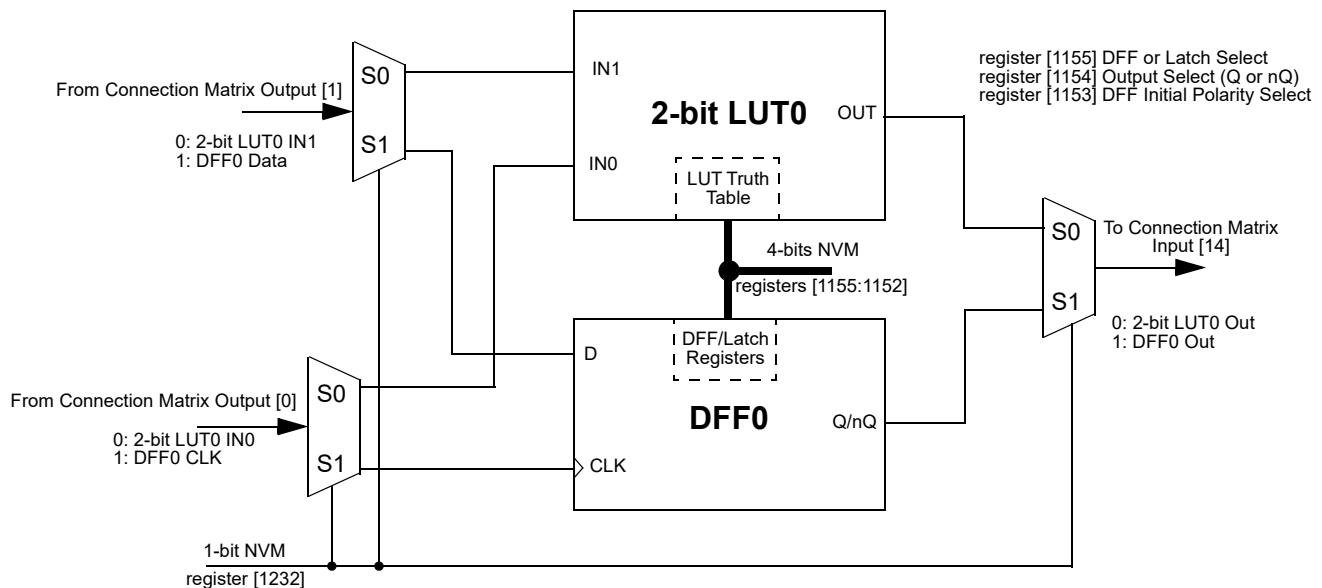 From Connection Matrix Output [1]
0: 2-bit LUT0 IN1
1: DFF0 Data
S0
S1
IN1
IN0
2-bit LUT0
OUT
LUT Truth
Table
register [1155] DFF or Latch Select
register [1154] Output Select (Q or nQ)
register [1153] DFF Initial Polarity Select
4-bits NVM
registers [1155:1152]
S0
S1
To Connection Matrix
Input [14]
0: 2-bit LUT0 Out
1: DFF0 Out
From Connection Matrix Output [0]
0: 2-bit LUT0 IN0
1: DFF0 CLK
S0
S1
D
CLK
DFF/Latch
Registers
DFF0
Q/nQ
1-bit NVM
register [1232]